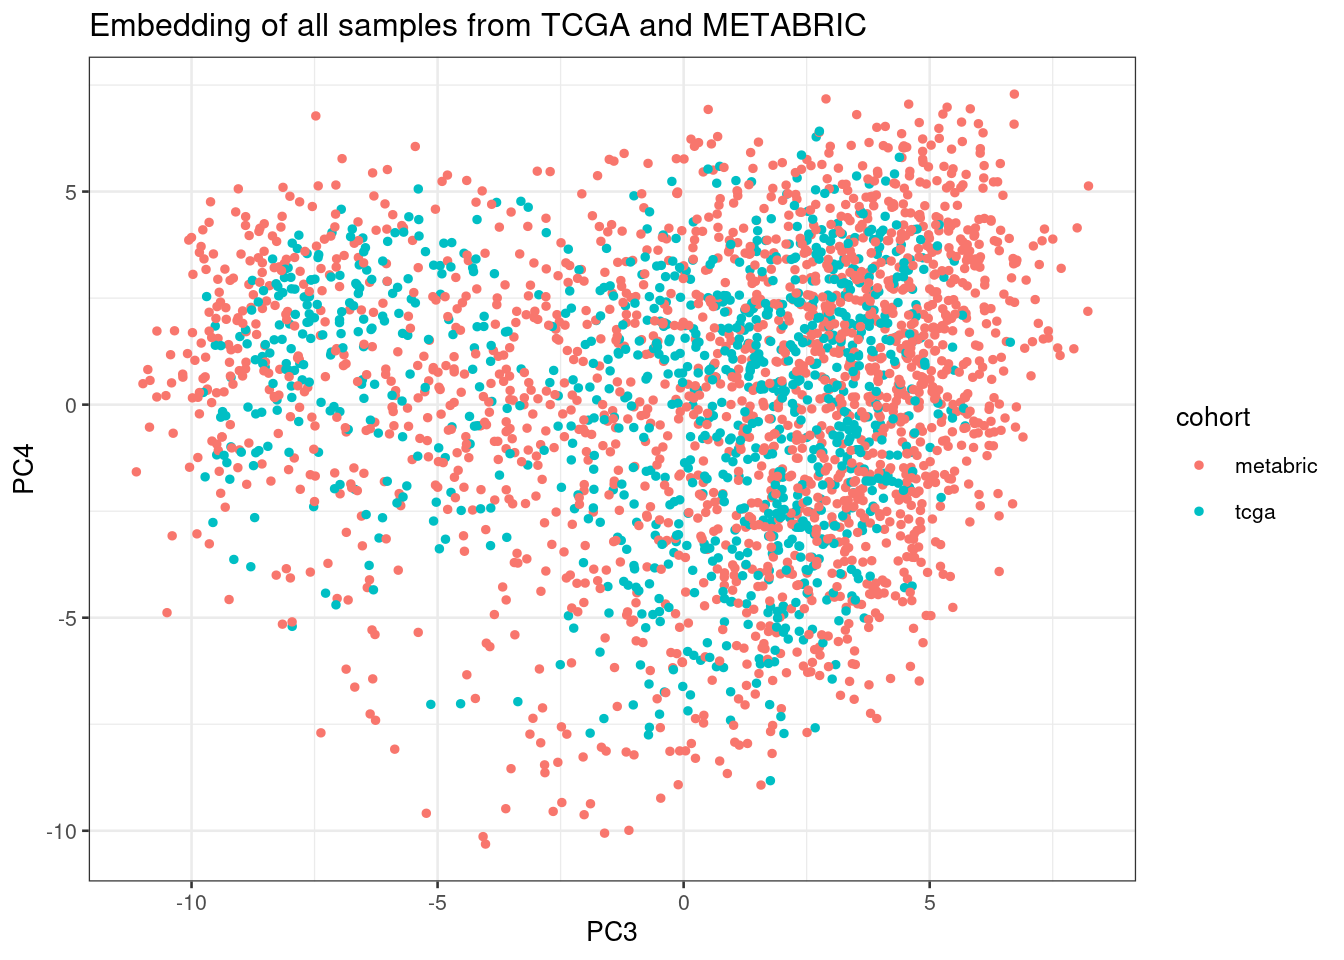 Embedding of all samples from TCGA and METABRIC
5
0
-5
-10
-10
-5
0
5
PC3
PC4
cohort
metabric
tcga